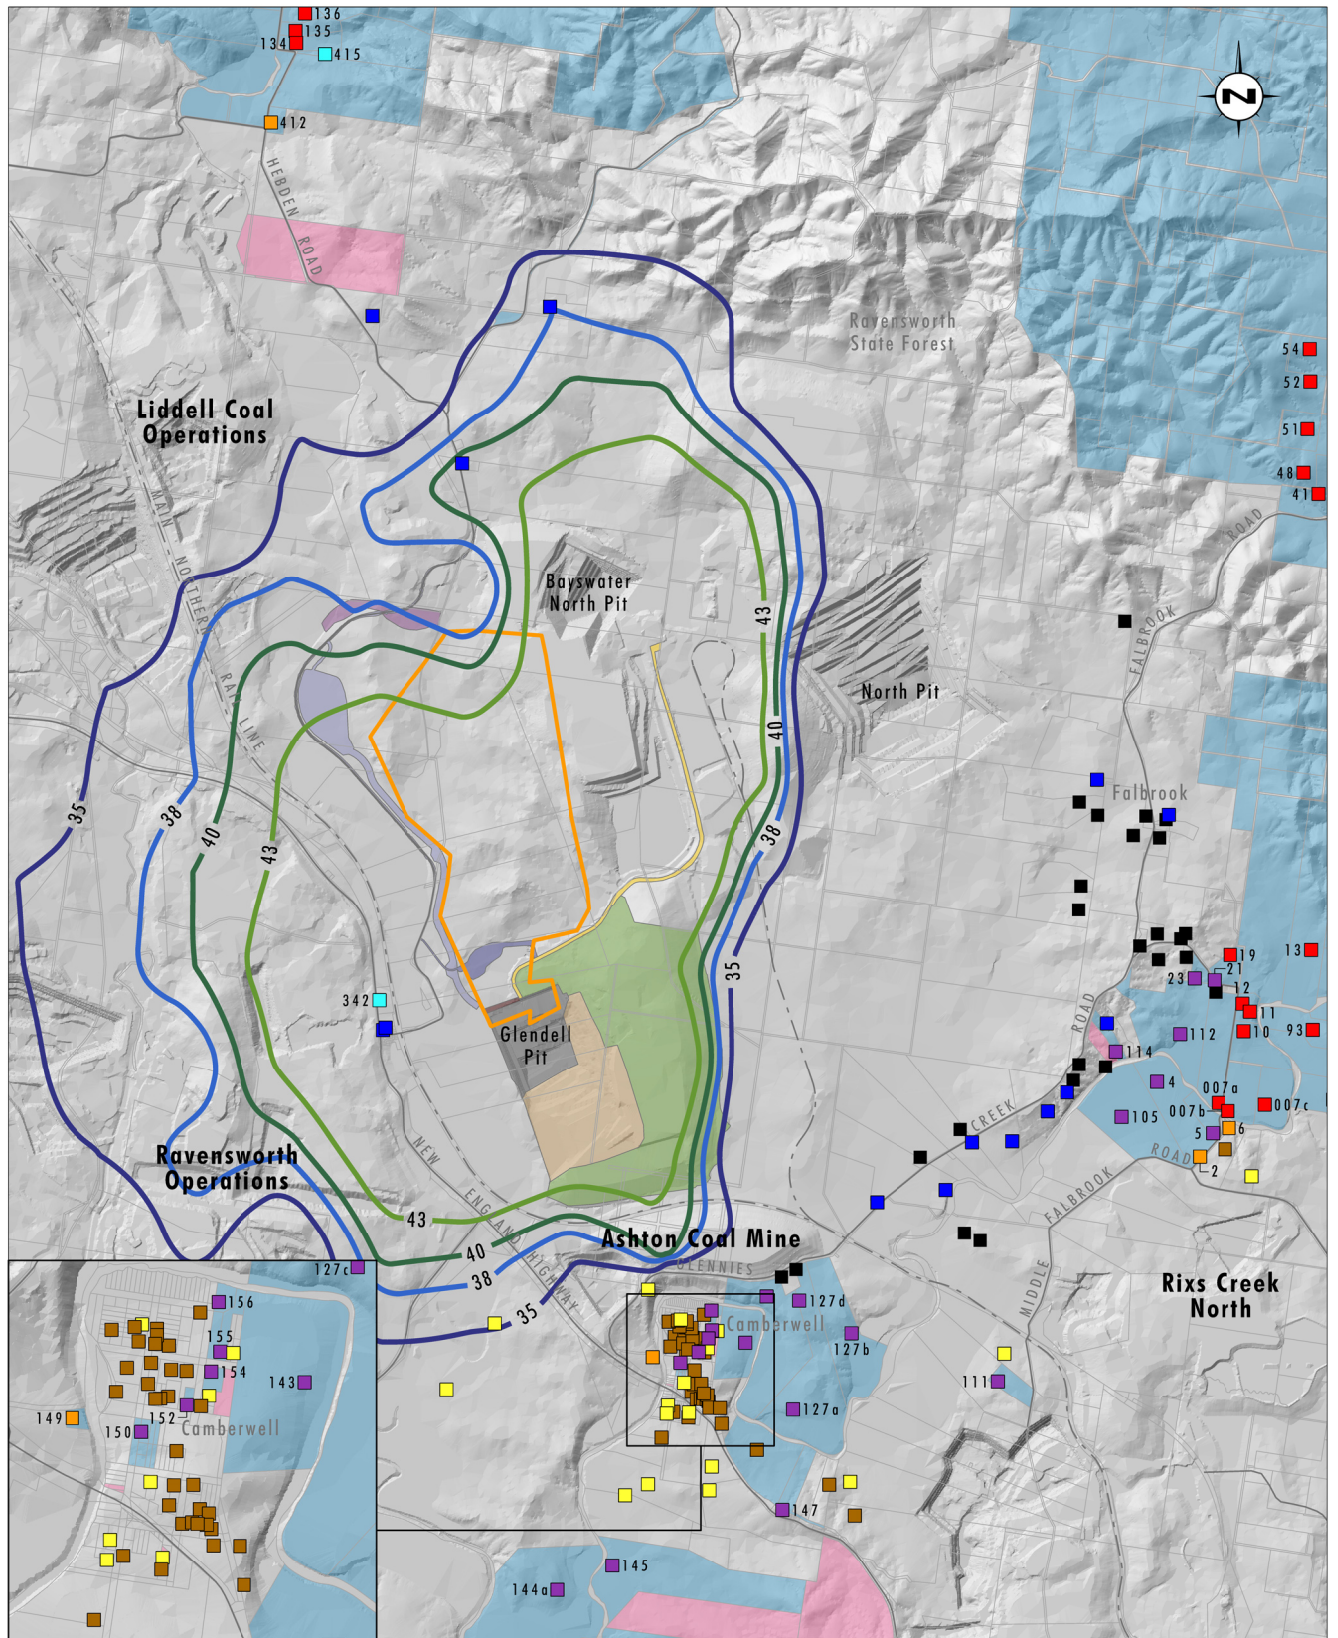 136
135
134
415
412
HEBDEN ROAD
N
Ravensworth
State Forest
54
52
51
48
41
Liddell Coal
Operations
MAIN NORTHERN RAIL LINE
FALBROOK ROAD
Bayswater
North Pit
43
North Pit
40
Falbrook
35
38
40
43
38
35
19
13
21
23
12
11
10
93
112
114
ROAD
342
Glendell
Pit
4
007a
007b
007c
105
6
5
2
CREEK
ROAD
FALBROOK
MIDDLE
Ravensworth
Operations
NEW ENGLAND HIGHWAY
43
40
38
35
Ashton Coal Mine
GLENNIES
Rixs Creek
North
127c
127d
Camberwell
127b
111
127a
147
145
144a
156
155
154
143
152
149
150
Camberwell